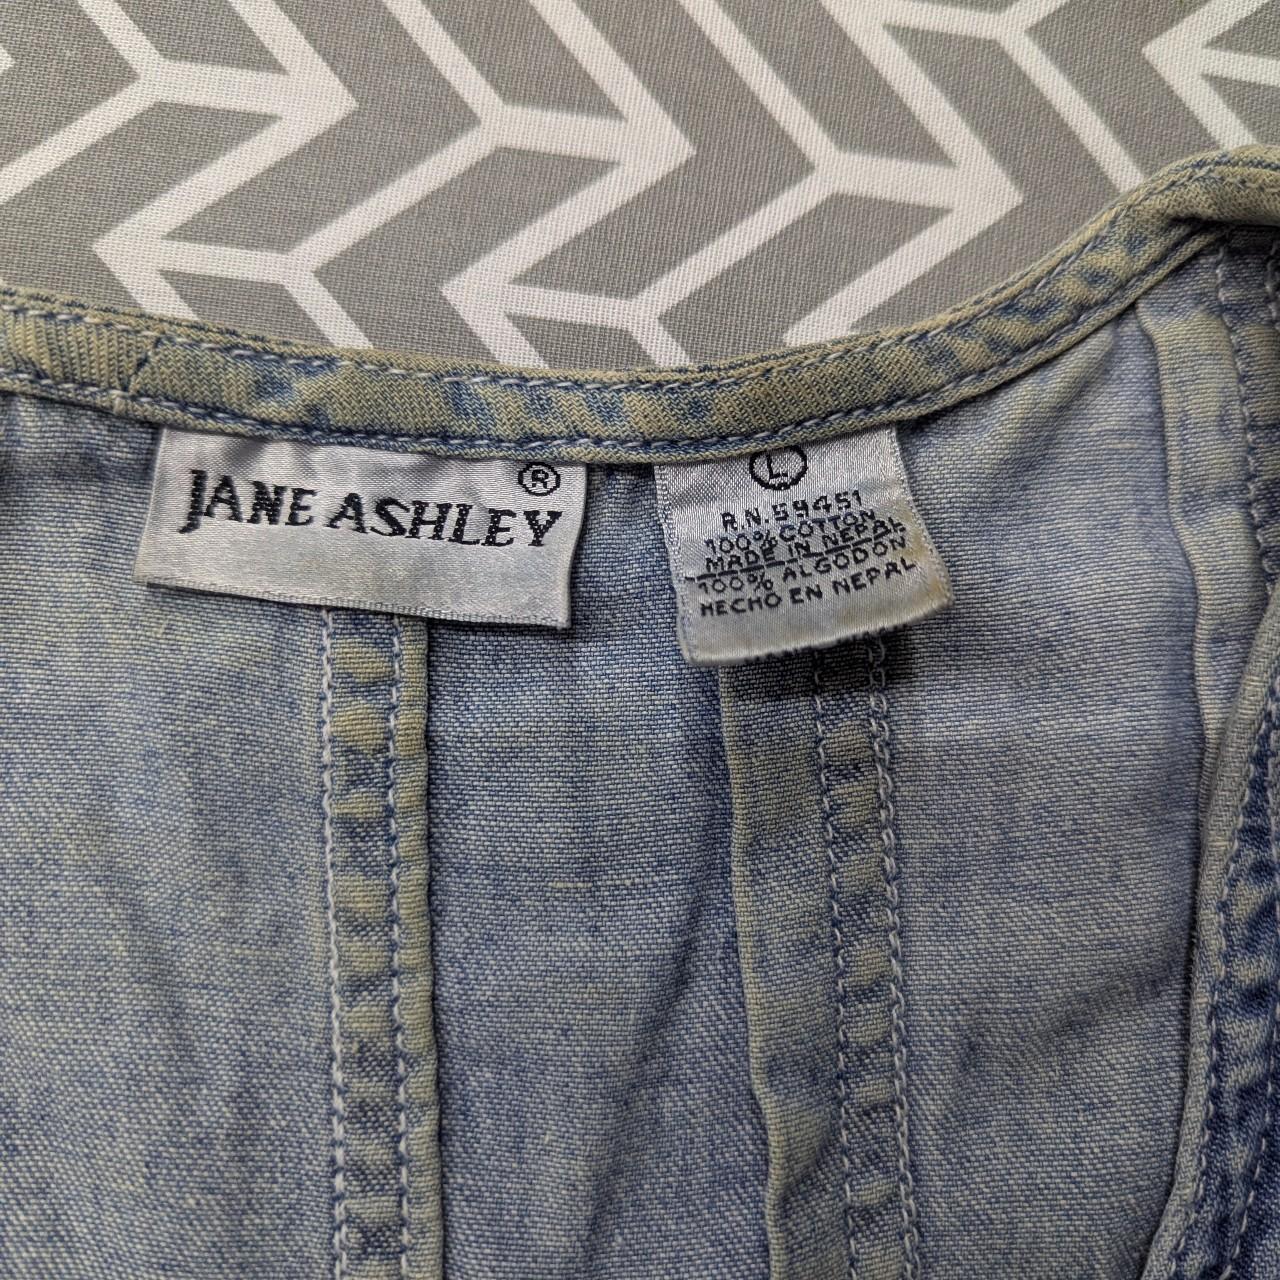 JANE ASHLEY ®
L
R.N. 59451
100% COTTON
MADE IN NEPAL
100% ALGODON
HECHO EN NEPAL